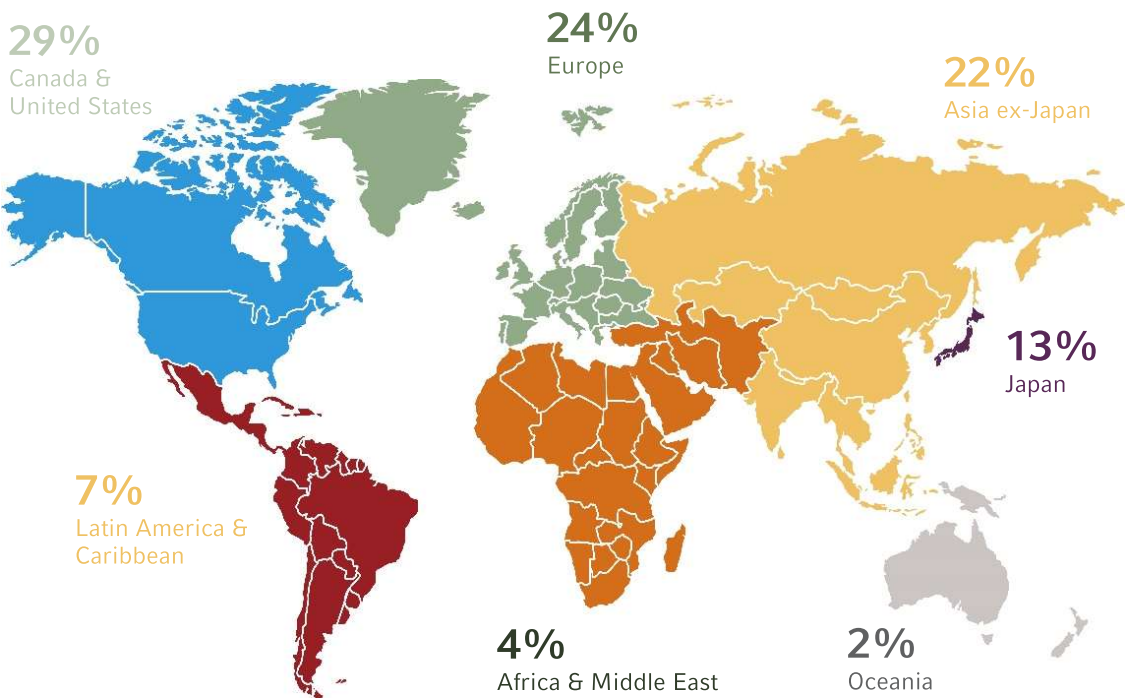 29%
Canada &
United States
24%
Europe
22%
Asia ex-Japan
13%
Japan
7%
Latin America &
Caribbean
4%
Africa & Middle East
2%
Oceania